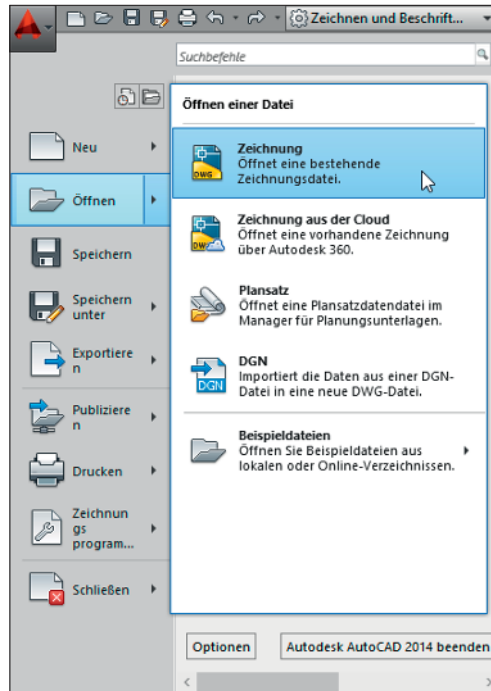 Zeichnen und Beschrift...
Suchbefehle
Öffnen einer Datei
Neu
Öffnen
Speichern
Speichern
unter
Exportiere
n
Publiziere
n
Drucken
Zeichnun
gs
program...
Schließen
DWG
Zeichnung
Öffnet eine bestehende
Zeichnungsdatei.
DWG
Zeichnung aus der Cloud
Öffnet eine vorhandene Zeichnung
über Autodesk 360.
Plansatz
Öffnet eine Plansatzdatendatei im
Manager für Planungsunterlagen.
DGN
DGN
Importiert die Daten aus einer DGN-
Datei in eine neue DWG-Datei.
Beispieldateien
Öffnen Sie Beispieldateien aus
lokalen oder Online-Verzeichnissen.
Optionen
Autodesk AutoCAD 2014 beenden